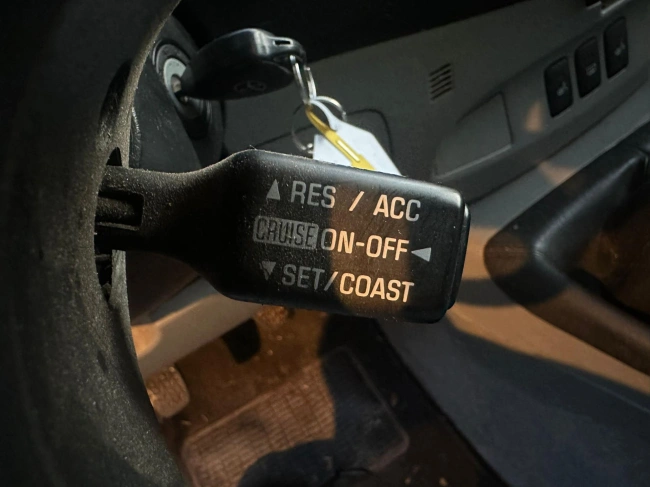 ▲ RES / ACC
CRUISE ON-OFF ◀
▼ SET/COAST